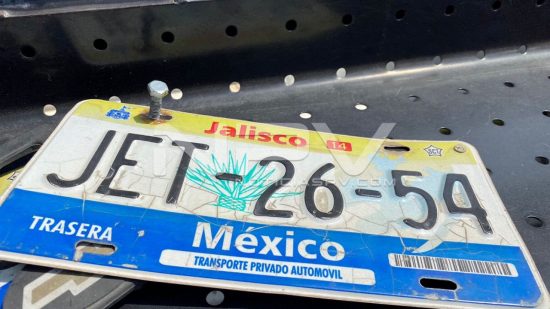 Jalisco 14
JET-26-54
TRASERA
México
TRANSPORTE PRIVADO AUTOMOVIL